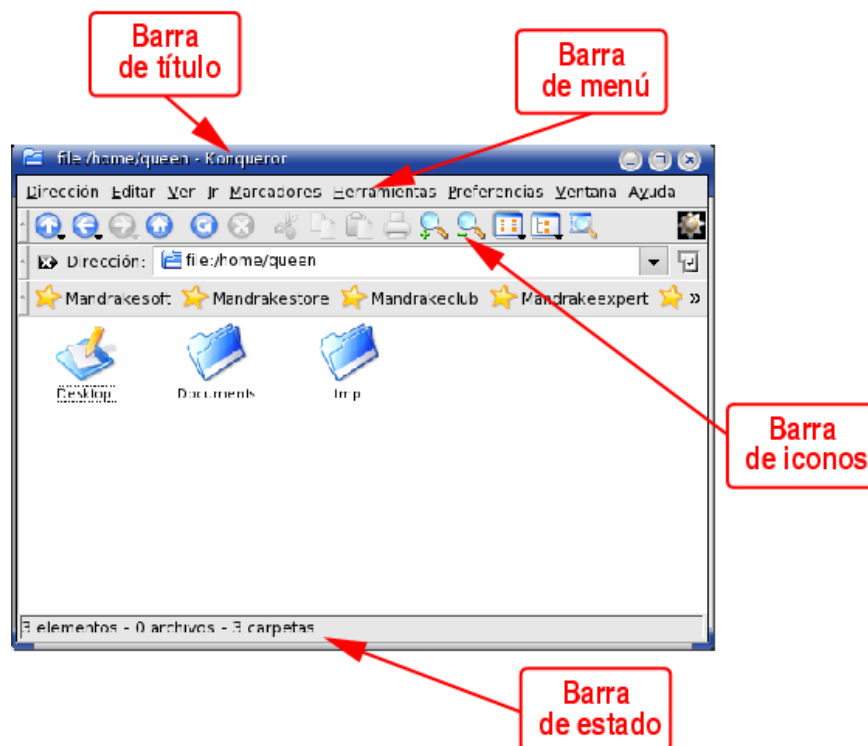 Barra
de título
Barra
de menú
file:/home/queen - Konqueror
Dirección Editar Ver Ir Marcadores Herramientas Preferencias Ventana Ayuda
Dirección: file:/home/queen
Mandrakesoft Mandrakestore Mandrakeclub Mandrakeexpert »
Desktop Documents tmp
Barra
de iconos
3 elementos - 0 archivos - 3 carpetas
Barra
de estado